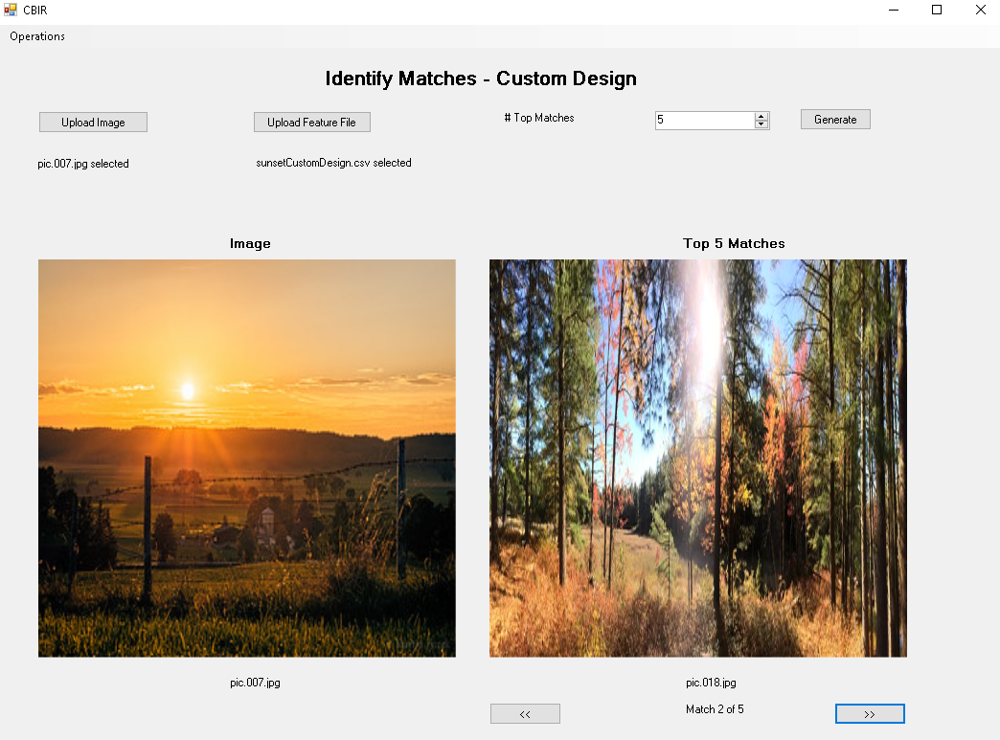 CBIR
Operations
Identify Matches - Custom Design
Upload Image
Upload Feature File
# Top Matches
5
Generate
pic.007.jpg selected
sunsetCustomDesign.csv selected
Image
Top 5 Matches
pic.007.jpg
pic.018.jpg
<<
Match 2 of 5
>>